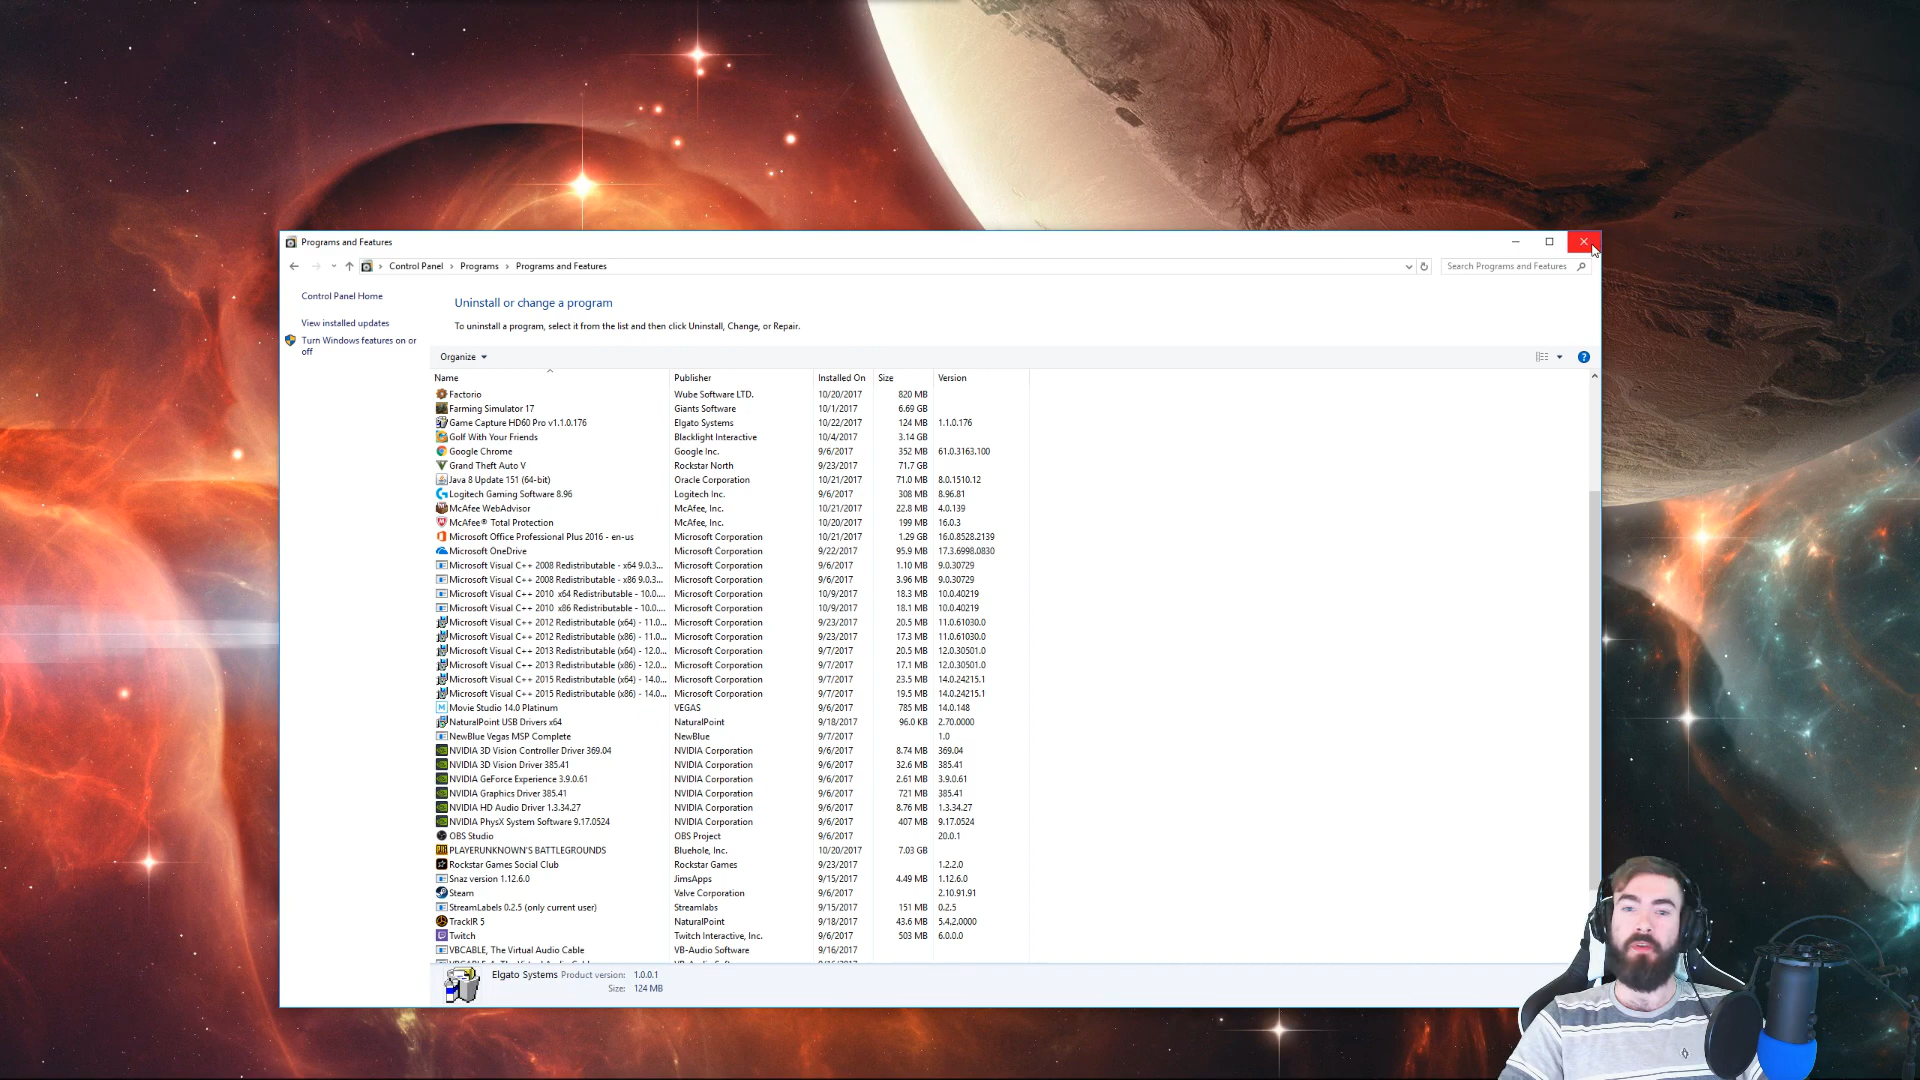 Programs and Features
Control Panel > Programs > Programs and Features
Search Programs and Features
Control Panel Home
View installed updates
Turn Windows features on or
off
Uninstall or change a program
To uninstall a program, select it from the list and then click Uninstall, Change, or Repair.
Organize
Name Publisher Installed On Size Version
Factorio Wube Software LTD. 10/20/2017 820 MB
Farming Simulator 17 Giants Software 10/1/2017 6.69 GB
Game Capture HD60 Pro v1.1.0.176 Elgato Systems 10/22/2017 124 MB 1.1.0.176
Golf With Your Friends Blacklight Interactive 10/4/2017 3.14 GB
Google Chrome Google Inc. 9/6/2017 352 MB 61.0.3163.100
Grand Theft Auto V Rockstar North 9/23/2017 71.7 GB
Java 8 Update 151 (64-bit) Oracle Corporation 10/21/2017 71.0 MB 8.0.1510.12
Logitech Gaming Software 8.96 Logitech Inc. 9/6/2017 308 MB 8.96.81
McAfee WebAdvisor McAfee, Inc. 10/21/2017 22.8 MB 4.0.139
McAfee® Total Protection McAfee, Inc. 10/20/2017 199 MB 16.0.3
Microsoft Office Professional Plus 2016 - en-us Microsoft Corporation 10/21/2017 1.29 GB 16.0.8528.2139
Microsoft OneDrive Microsoft Corporation 9/22/2017 95.9 MB 17.3.6998.0830
Microsoft Visual C++ 2008 Redistributable - x64 9.0.3... Microsoft Corporation 9/6/2017 1.10 MB 9.0.30729
Microsoft Visual C++ 2008 Redistributable - x86 9.0.3... Microsoft Corporation 9/6/2017 3.96 MB 9.0.30729
Microsoft Visual C++ 2010 x64 Redistributable - 10.0.... Microsoft Corporation 10/9/2017 18.3 MB 10.0.40219
Microsoft Visual C++ 2010 x86 Redistributable - 10.0.... Microsoft Corporation 10/9/2017 18.1 MB 10.0.40219
Microsoft Visual C++ 2012 Redistributable (x64) - 11.0... Microsoft Corporation 9/23/2017 20.5 MB 11.0.61030.0
Microsoft Visual C++ 2012 Redistributable (x86) - 11.0... Microsoft Corporation 9/23/2017 17.3 MB 11.0.61030.0
Microsoft Visual C++ 2013 Redistributable (x64) - 12.0... Microsoft Corporation 9/7/2017 20.5 MB 12.0.30501.0
Microsoft Visual C++ 2013 Redistributable (x86) - 12.0... Microsoft Corporation 9/7/2017 17.1 MB 12.0.30501.0
Microsoft Visual C++ 2015 Redistributable (x64) - 14.0... Microsoft Corporation 9/7/2017 23.5 MB 14.0.24215.1
Microsoft Visual C++ 2015 Redistributable (x86) - 14.0... Microsoft Corporation 9/7/2017 19.5 MB 14.0.24215.1
Movie Studio 14.0 Platinum VEGAS 9/6/2017 785 MB 14.0.148
NaturalPoint USB Drivers x64 NaturalPoint 9/18/2017 96.0 KB 2.70.0000
NewBlue Vegas MSP Complete NewBlue 9/7/2017 1.0
NVIDIA 3D Vision Controller Driver 369.04 NVIDIA Corporation 9/6/2017 8.74 MB 369.04
NVIDIA 3D Vision Driver 385.41 NVIDIA Corporation 9/6/2017 32.6 MB 385.41
NVIDIA GeForce Experience 3.9.0.61 NVIDIA Corporation 9/6/2017 2.61 MB 3.9.0.61
NVIDIA Graphics Driver 385.41 NVIDIA Corporation 9/6/2017 721 MB 385.41
NVIDIA HD Audio Driver 1.3.34.27 NVIDIA Corporation 9/6/2017 8.76 MB 1.3.34.27
NVIDIA PhysX System Software 9.17.0524 NVIDIA Corporation 9/6/2017 407 MB 9.17.0524
OBS Studio OBS Project 9/6/2017 20.0.1
PLAYERUNKNOWN'S BATTLEGROUNDS Bluehole, Inc. 10/20/2017 7.03 GB
Rockstar Games Social Club Rockstar Games 9/23/2017 1.2.2.0
Snaz version 1.12.6.0 JimsApps 9/15/2017 4.49 MB 1.12.6.0
Steam Valve Corporation 9/6/2017 2.10.91.91
StreamLabels 0.2.5 (only current user) Streamlabs 9/15/2017 151 MB 0.2.5
TrackIR 5 NaturalPoint 9/18/2017 43.6 MB 5.4.2.0000
Twitch Twitch Interactive, Inc. 9/6/2017 503 MB 6.0.0.0
VBCABLE, The Virtual Audio Cable VB-Audio Software 9/16/2017
Elgato Systems Product version: 1.0.0.1
Size: 124 MB